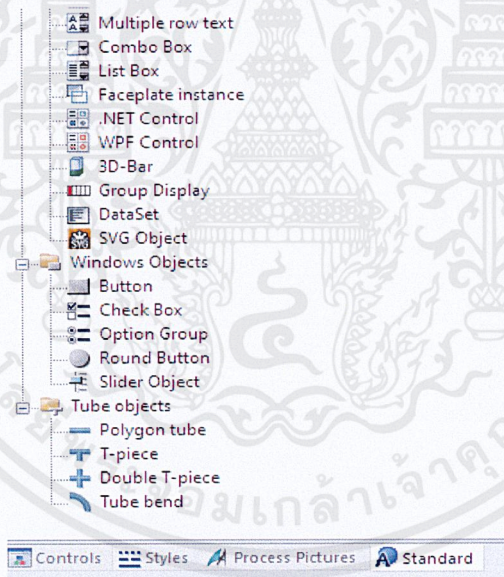 Multiple row text
Combo Box
List Box
Faceplate instance
.NET Control
WPF Control
3D-Bar
Group Display
DataSet
SVG Object
Windows Objects
Button
Check Box
Option Group
Round Button
Slider Object
Tube objects
Polygon tube
T-piece
Double T-piece
Tube bend
Controls Styles Process Pictures Standard